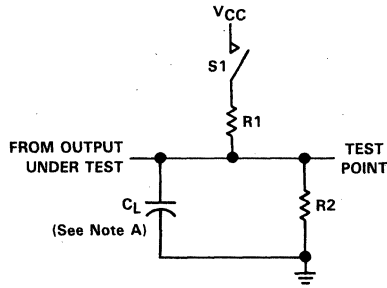 VCC
S1
R1
FROM OUTPUT
UNDER TEST
TEST
POINT
CL
(See Note A)
R2